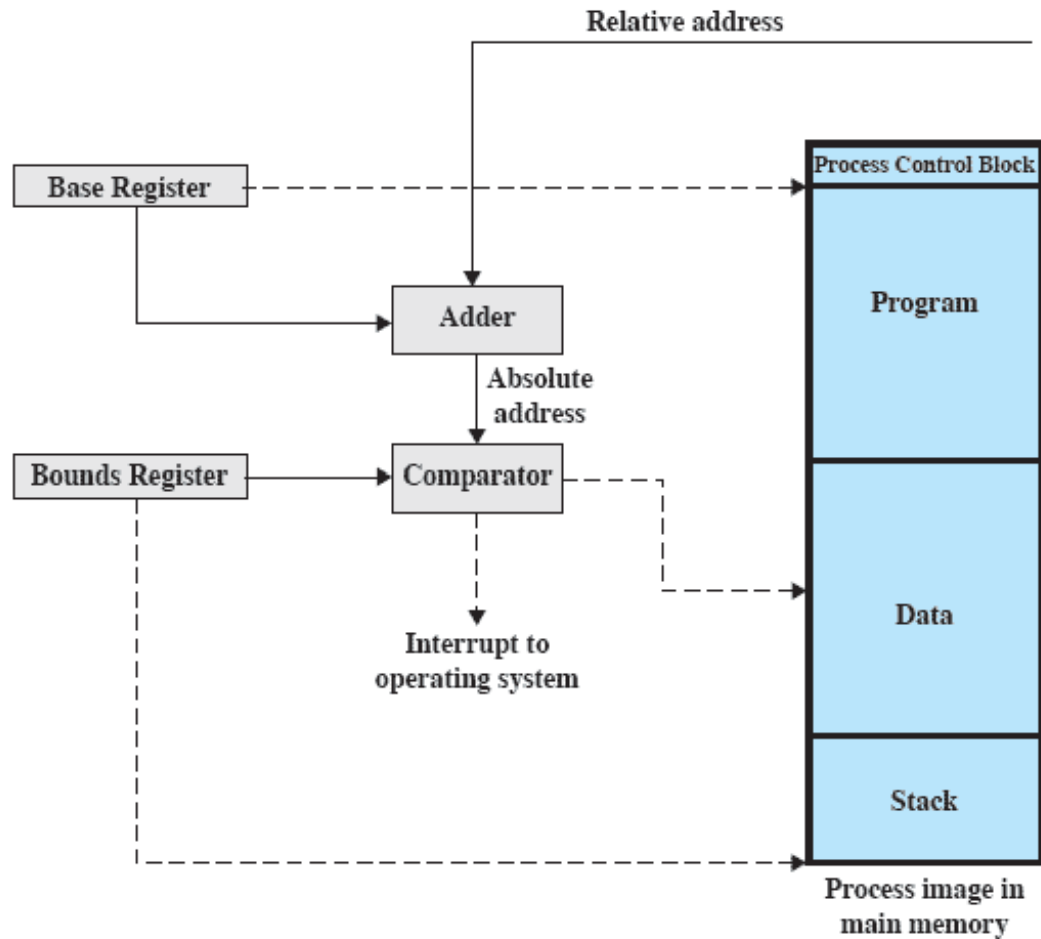 Relative address
Process Control Block
Base Register
Program
Adder
Absolute
address
Bounds Register
Comparator
Data
Interrupt to
operating system
Stack
Process image in
main memory